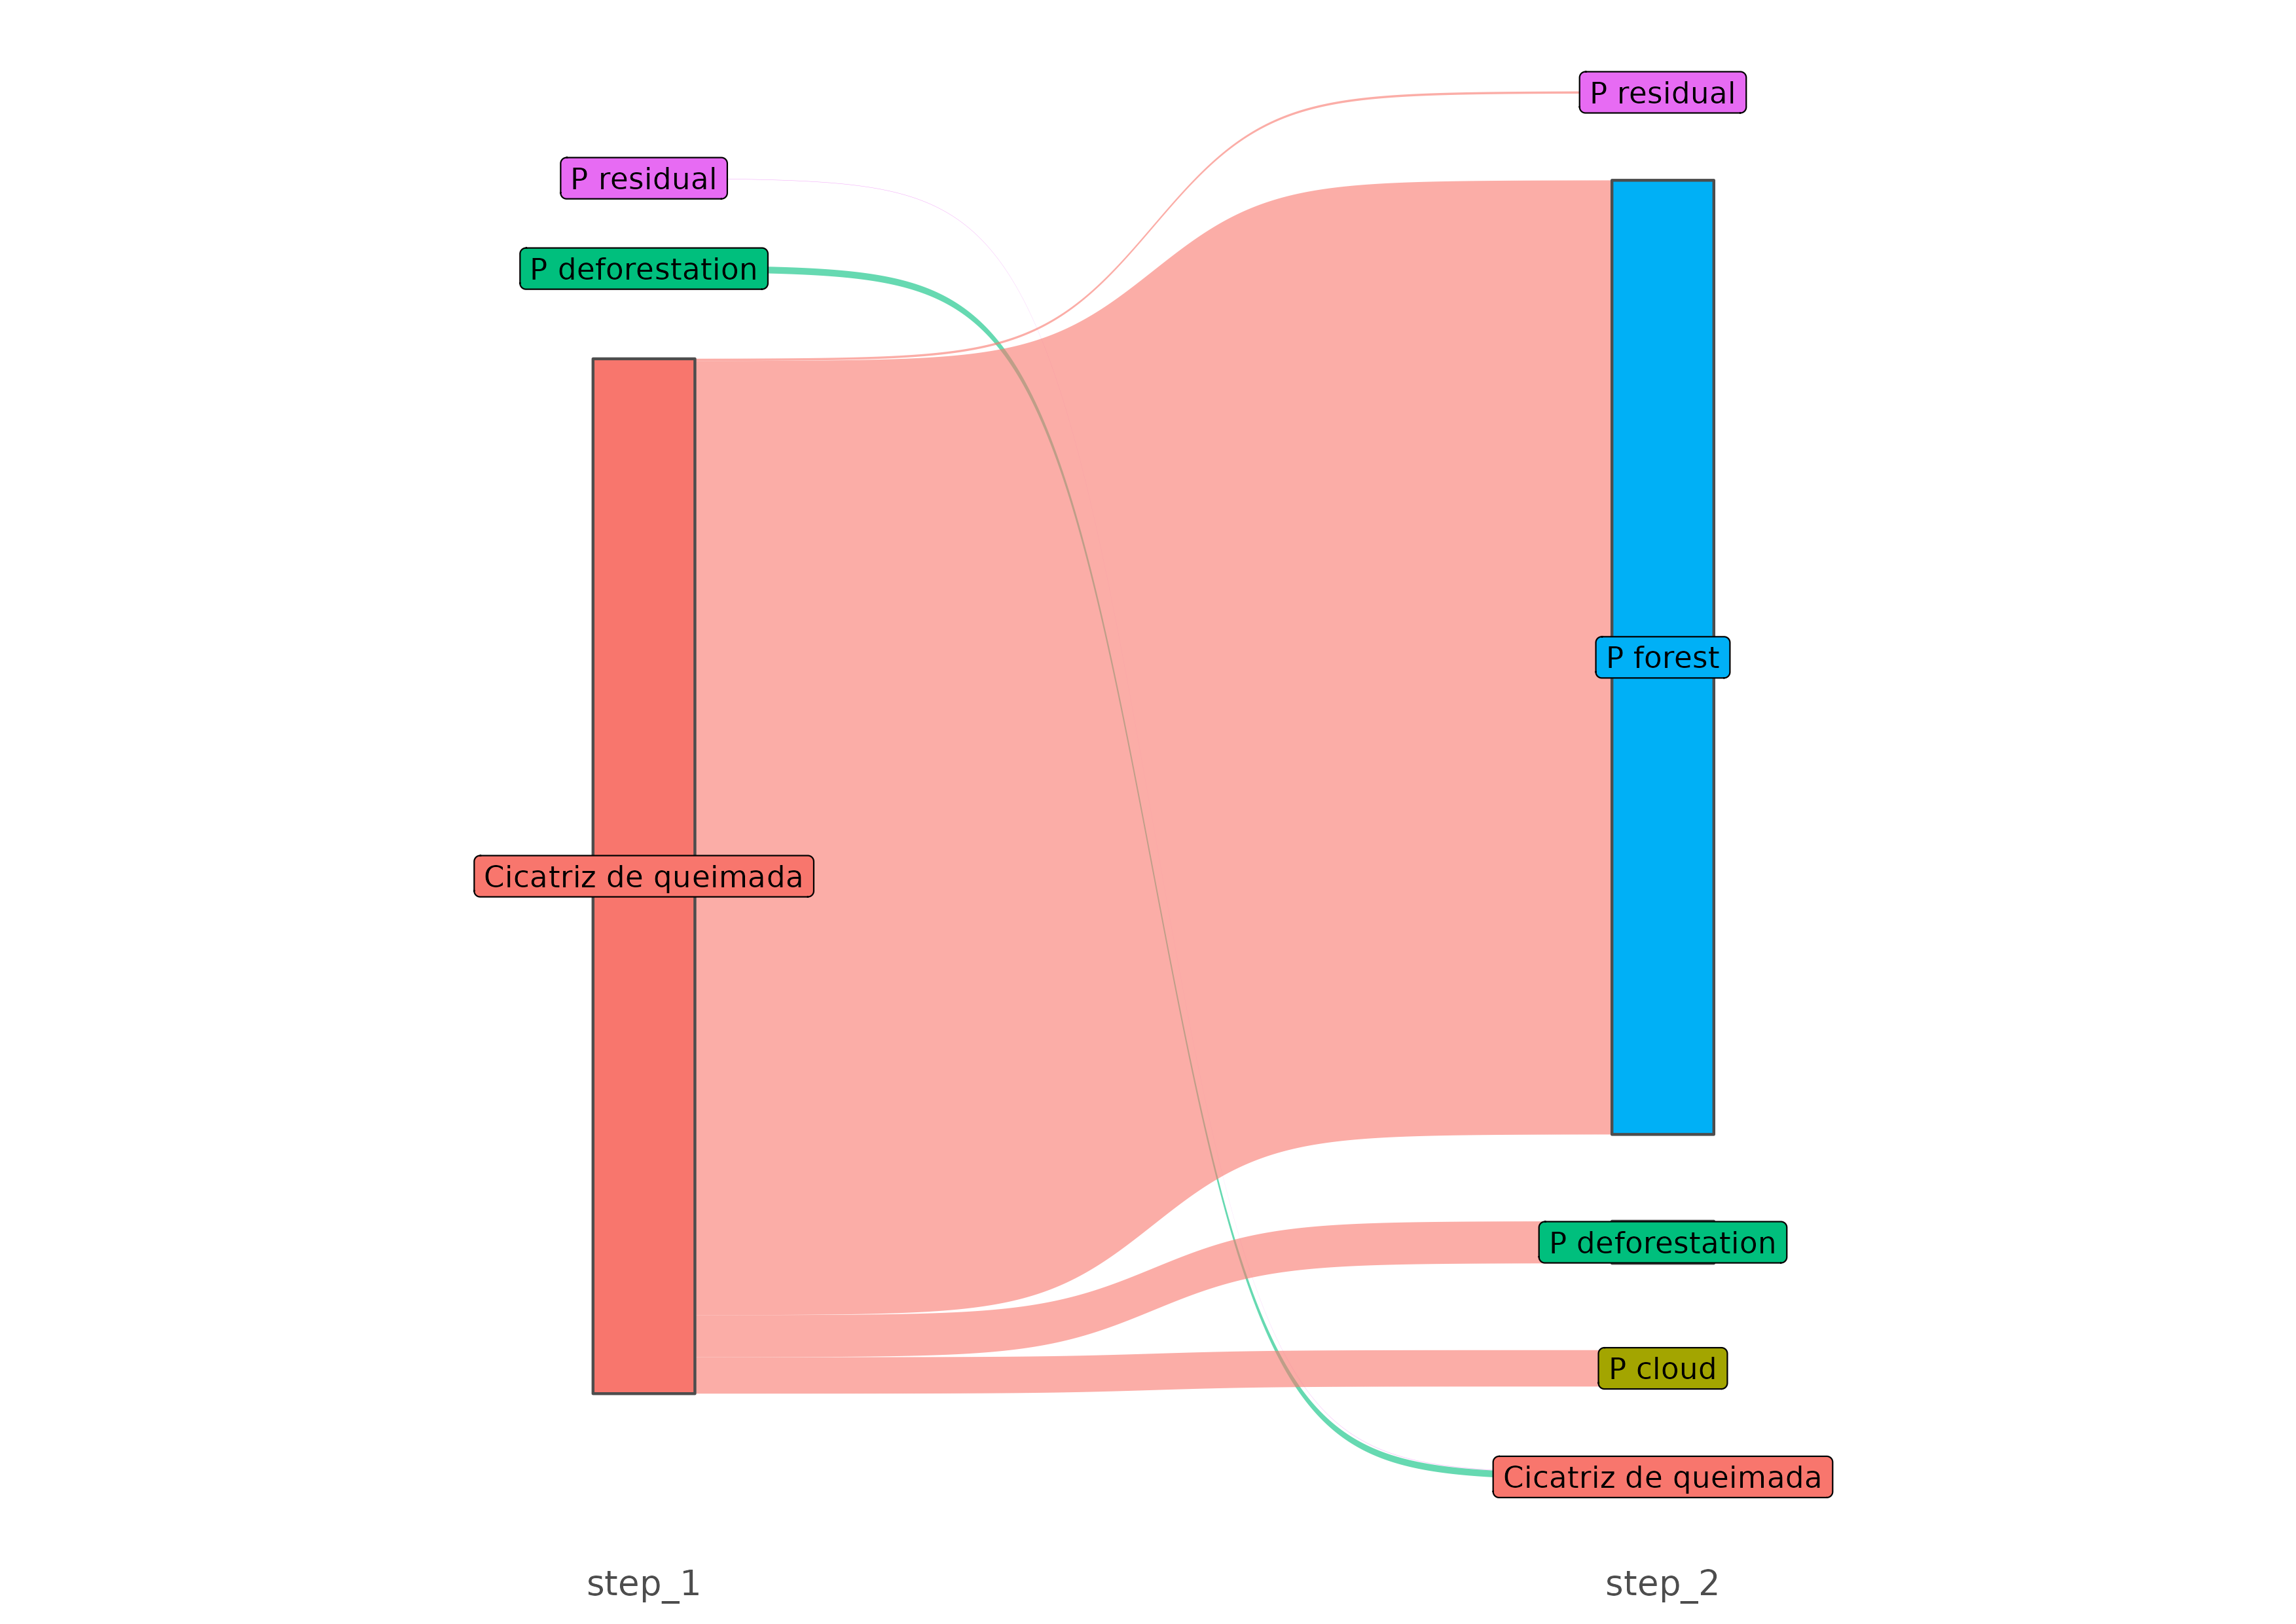 P residual
P residual
P deforestation
P forest
Cicatriz de queimada
P deforestation
P cloud
Cicatriz de queimada
step_1
step_2